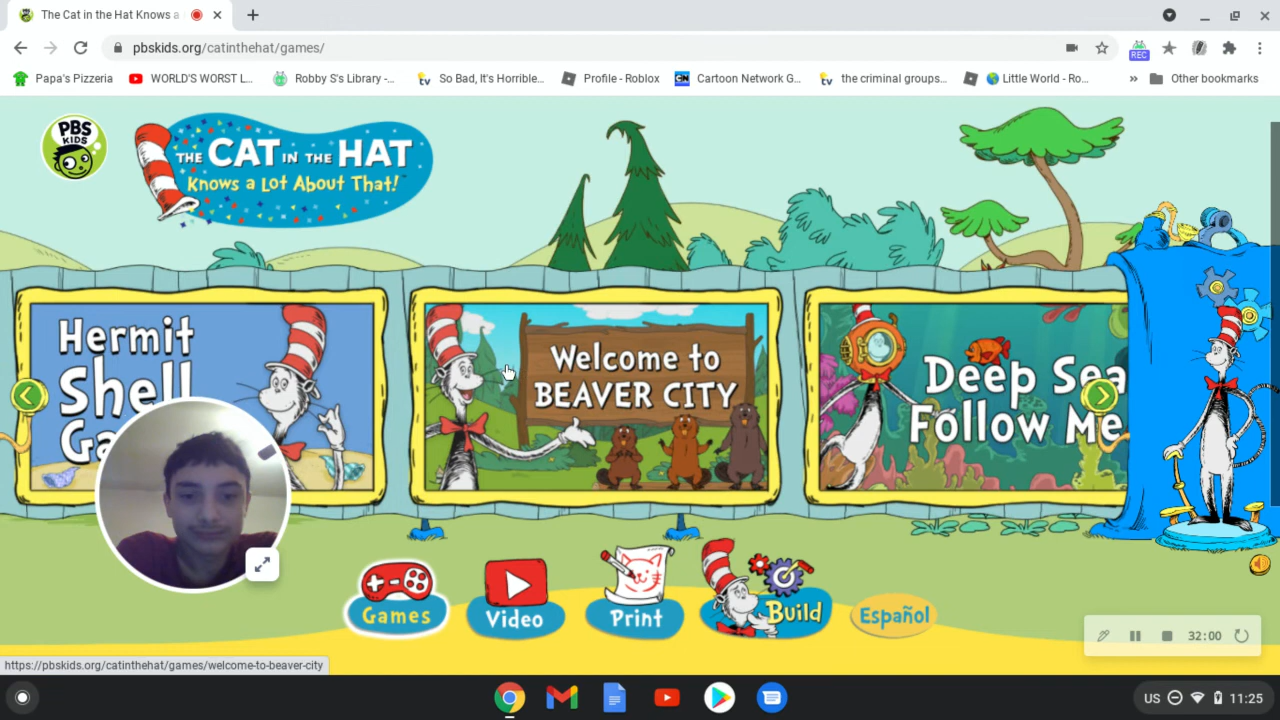 The Cat in the Hat Knows a
pbskids.org/catinthehat/games/
REC
Papa's Pizzeria
WORLD'S WORST L...
Robby S's Library -...
So Bad, It's Horrible...
Profile - Roblox
Cartoon Network G...
the criminal groups...
Little World - Ro...
»
Other bookmarks
PBS
KIDS
THE CAT IN THE HAT
Knows a Lot About That!
Hermit
Shell
Ga
Welcome to
BEAVER CITY
Deep Sea
Follow Me
Games
Video
Print
Build
Español
32:00
https://pbskids.org/catinthehat/games/welcome-to-beaver-city
US
11:25